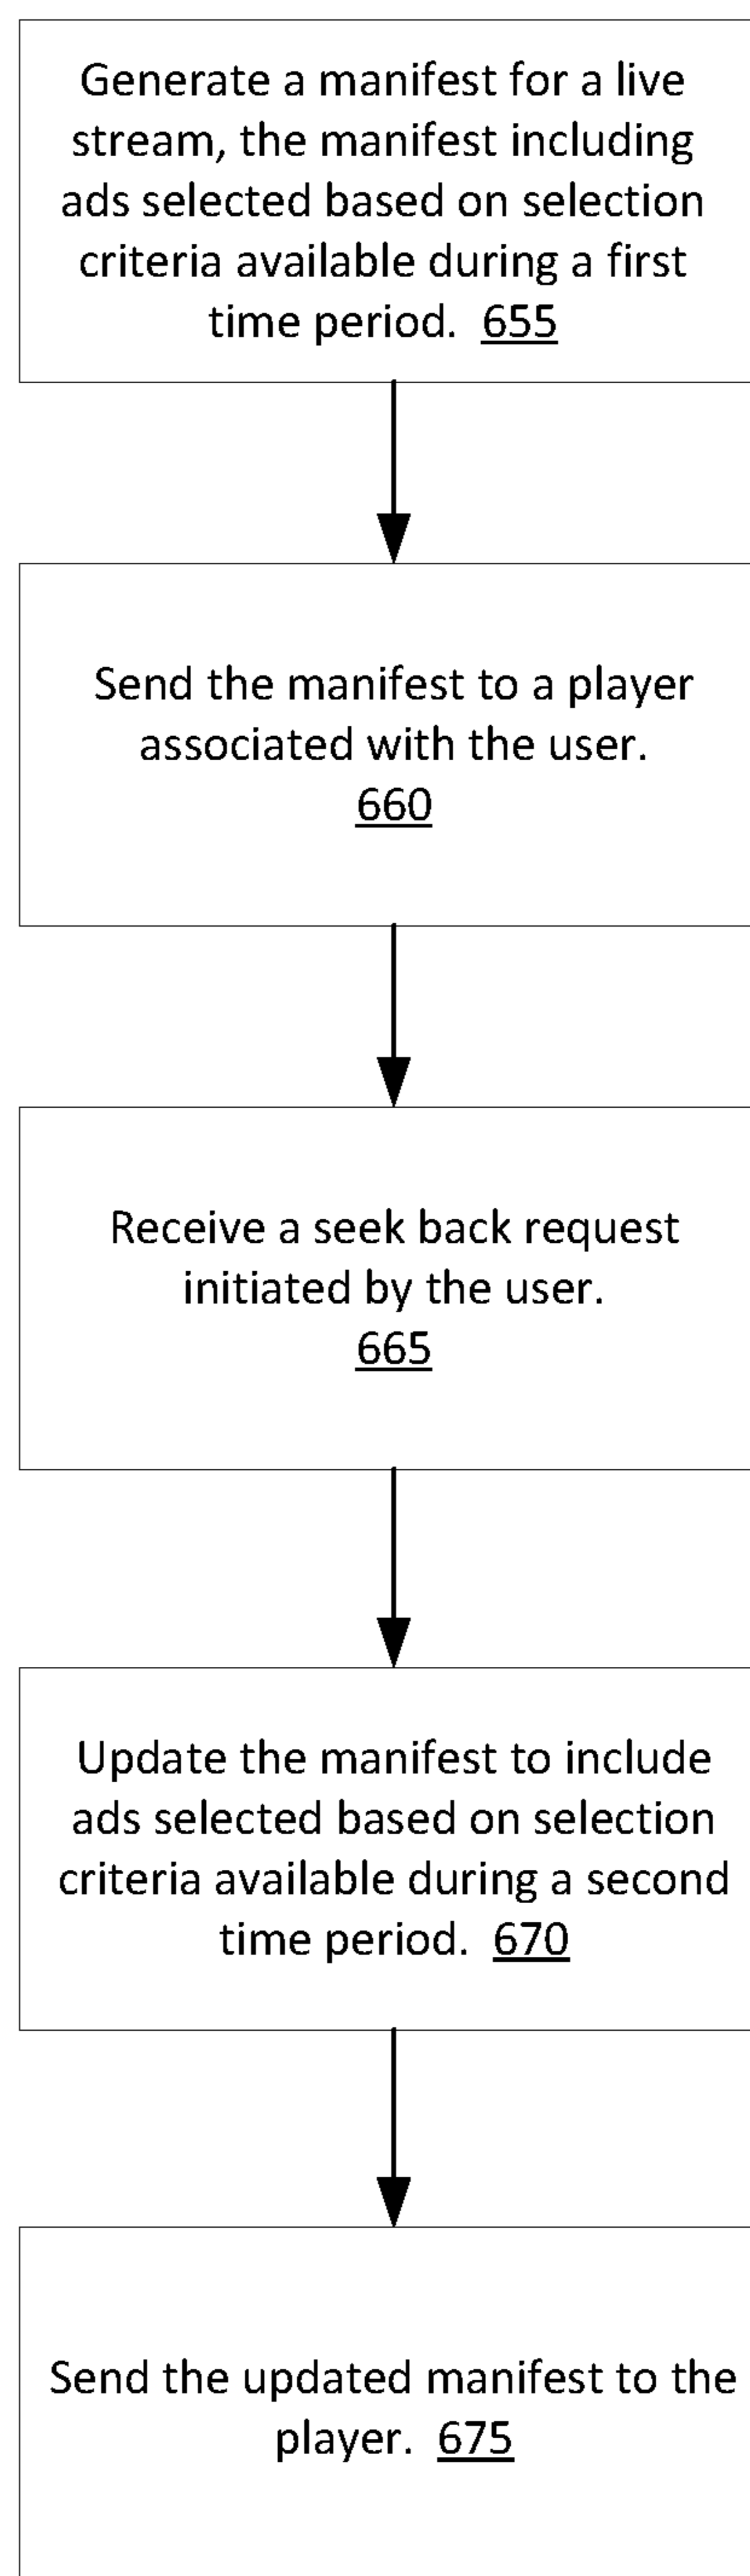 Generate a manifest for a live
stream, the manifest including
ads selected based on selection
criteria available during a first
time period. 655
Send the manifest to a player
associated with the user.
660
Receive a seek back request
initiated by the user.
665
Update the manifest to include
ads selected based on selection
criteria available during a second
time period. 670
Send the updated manifest to the
player. 675